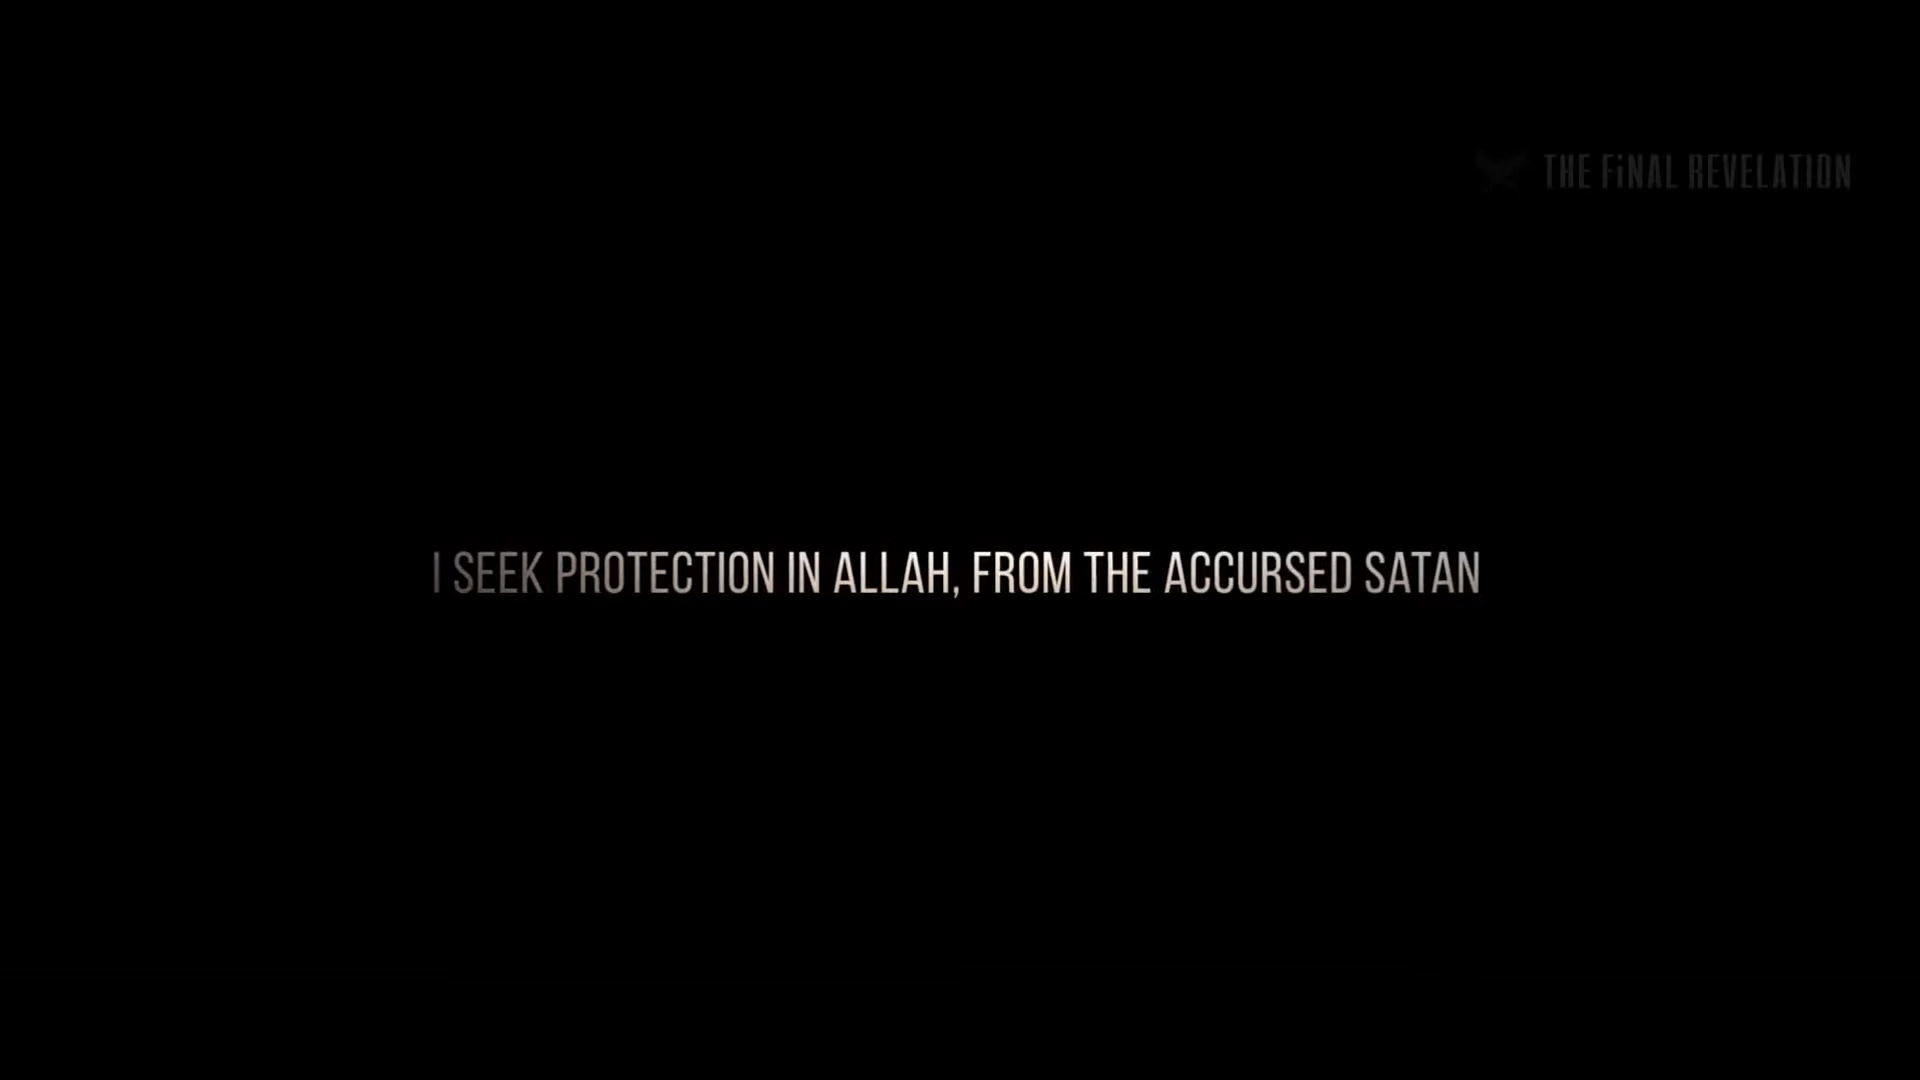 THE FiNAL REVELATION
I SEEK PROTECTION IN ALLAH, FROM THE ACCURSED SATAN